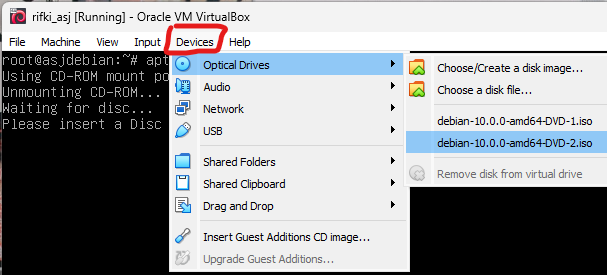 rifki_asj [Running] - Oracle VM VirtualBox
File Machine View Input Devices Help
root@asjdebian:~# apt
Using CD-ROM mount po
Unmounting CD-ROM...
Waiting for disc...
Please insert a Disc
Optical Drives
Audio
Network
USB
Shared Folders
Shared Clipboard
Drag and Drop
Insert Guest Additions CD image...
Upgrade Guest Additions...
Choose/Create a disk image...
Choose a disk file...
debian-10.0.0-amd64-DVD-1.iso
debian-10.0.0-amd64-DVD-2.iso
Remove disk from virtual drive